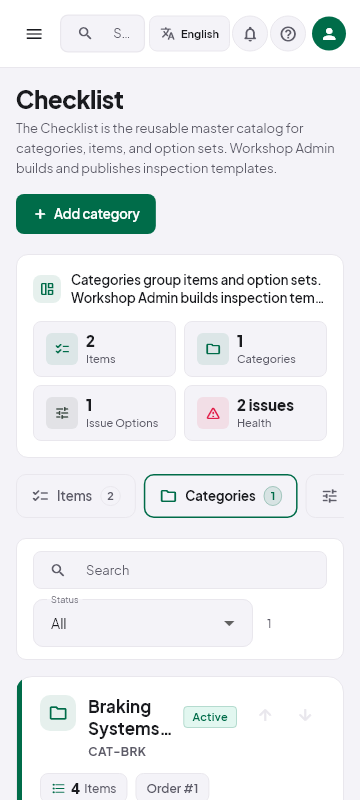 S...
English
Checklist
The Checklist is the reusable master catalog for
categories, items, and option sets. Workshop Admin
builds and publishes inspection templates.
+ Add category
Categories group items and option sets.
Workshop Admin builds inspection tem...
2
Items
1
Categories
1
Issue Options
2 issues
Health
Items 2
Categories 1
Search
Status
All
1
Braking
Systems...
Active
CAT-BRK
4 Items
Order #1